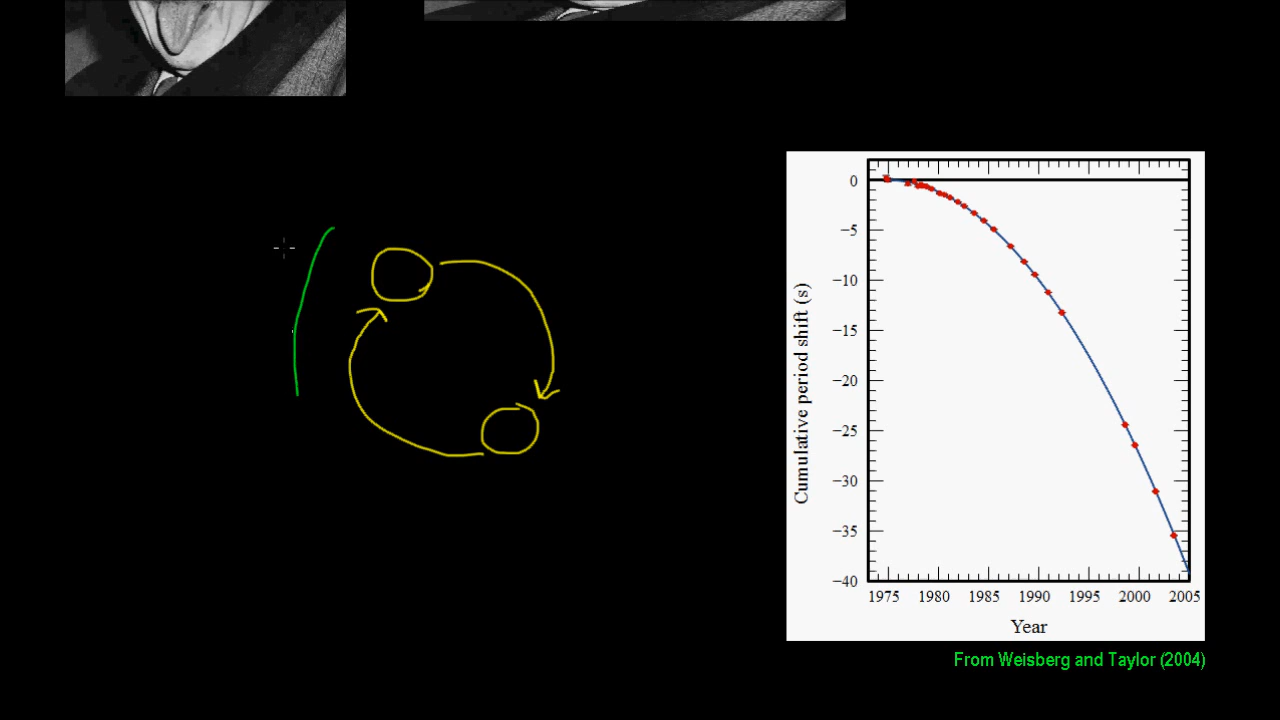 0
−5
−10
−15
−20
−25
−30
−35
−40
Cumulative period shift (s)
1975 1980 1985 1990 1995 2000 2005
Year
From Weisberg and Taylor (2004)